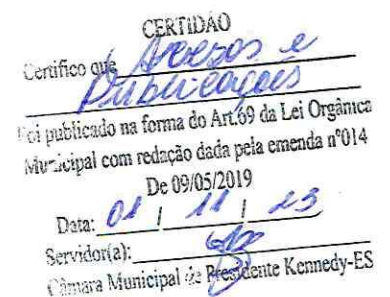 CERTIDÃO
Certifico que
Publicações
Foi publicado na forma do Art.69 da Lei Orgânica
Municipal com redação dada pela emenda nº014
De 09/05/2019
Data: 01 / 11 / 23
Servidor(a):
Câmara Municipal de Presidente Kennedy-ES